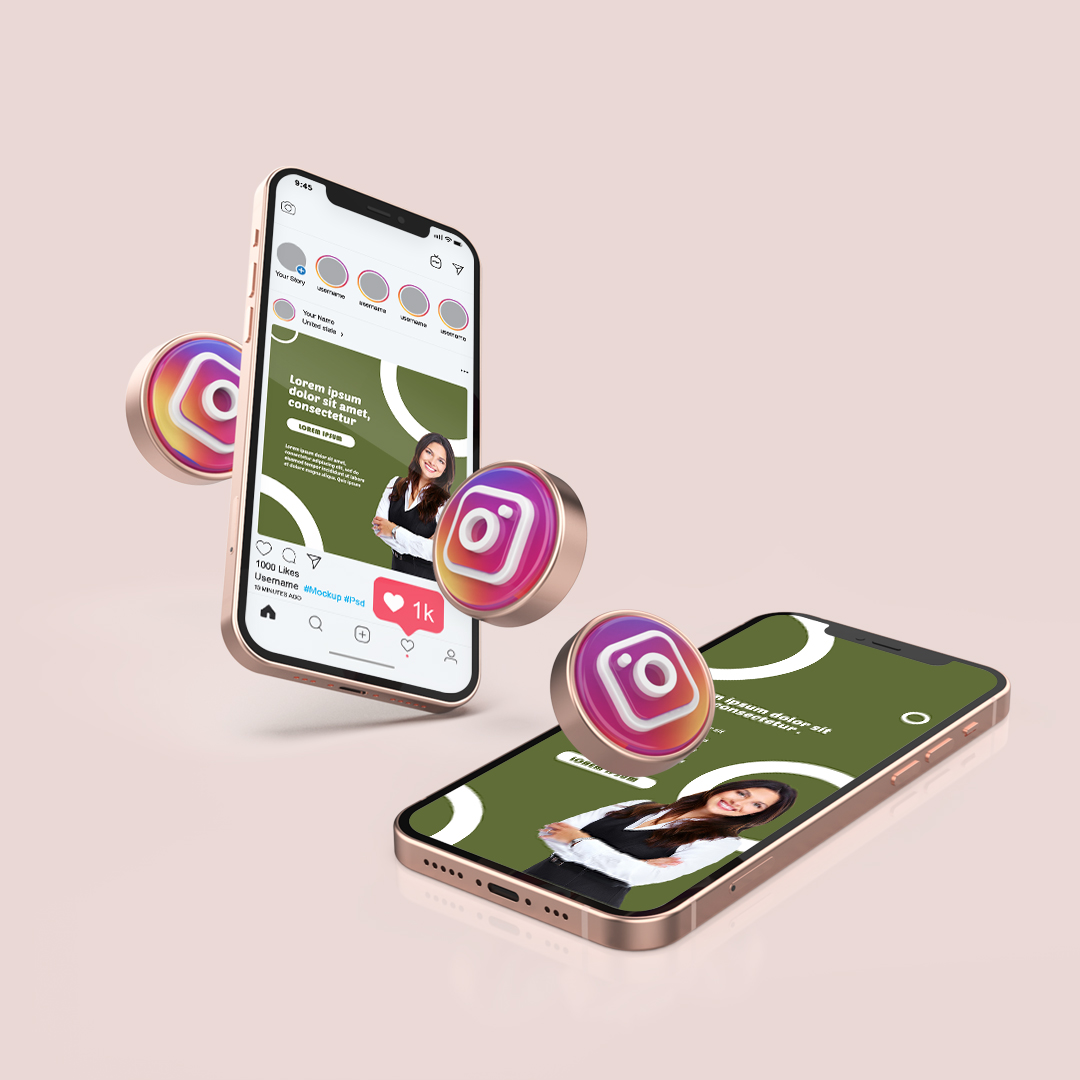 9:45
Your Story
username
username
username
username
Your Name
United state >
Lorem ipsum
dolor sit amet,
consectetur
LOREM IPSUM
Lorem ipsum dolor sit amet,
consectetur adipiscing elit, sed do
eiusmod tempor incididunt ut labore
et dolore magna aliqua. Quis ipsum
1000 Likes
Username #Mockup #Psd
19 MINUTES AGO
1k
ipsum dolor sit
consectetur.
sit
LOREM IPSUM